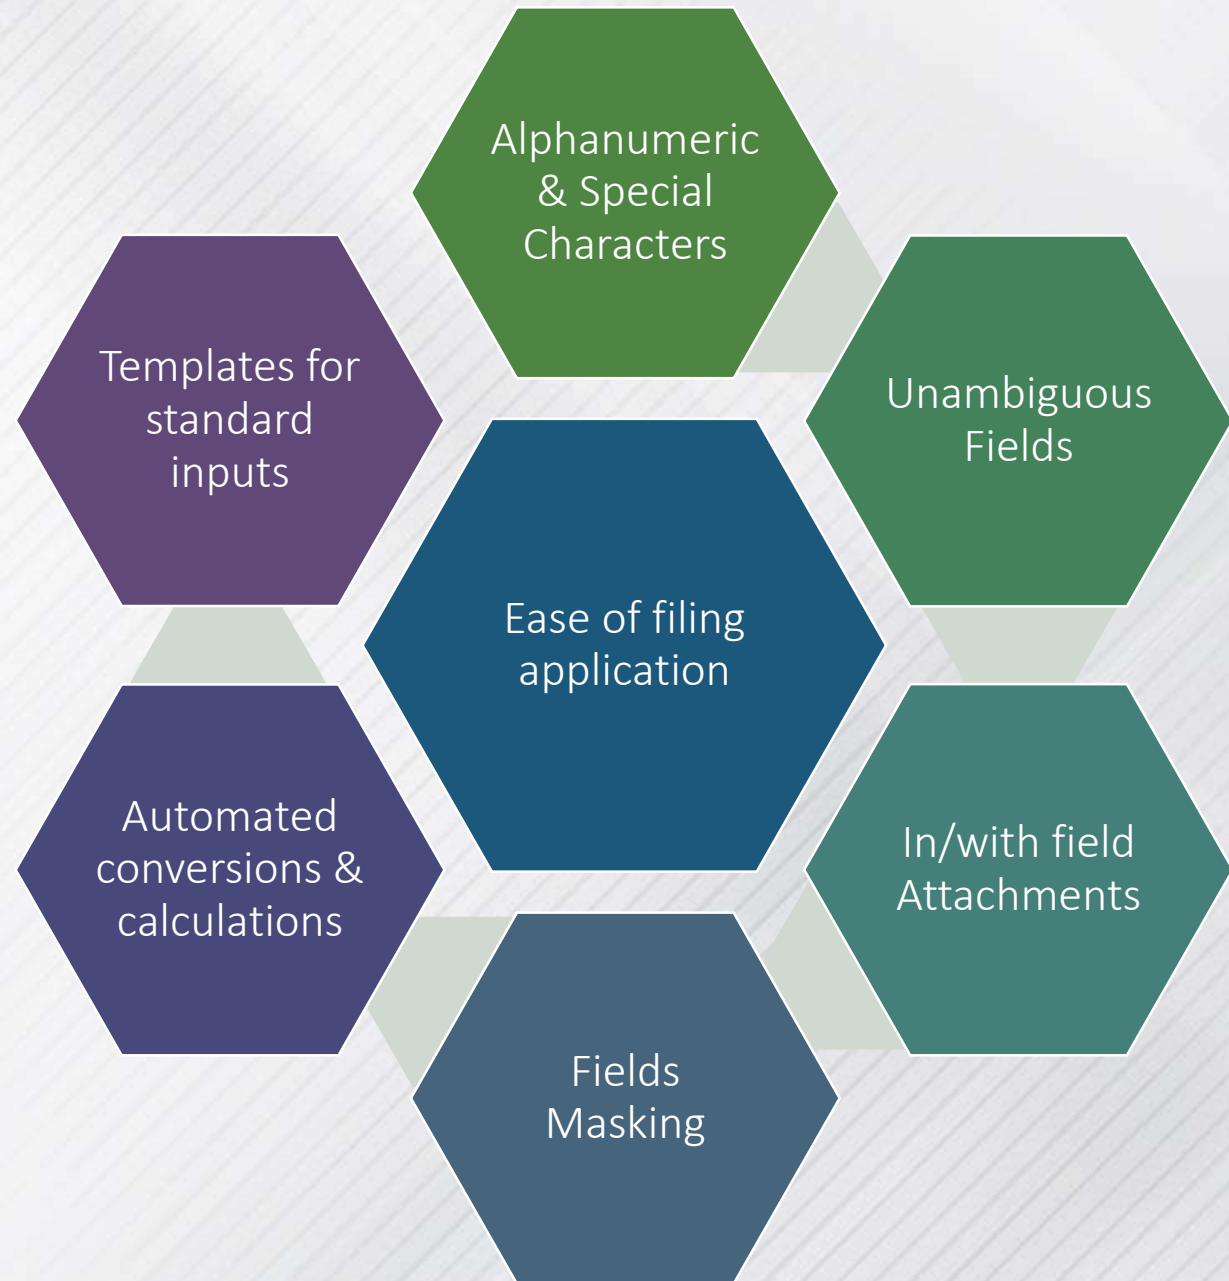 Alphanumeric
& Special
Characters
Unambiguous
Fields
In/with field
Attachments
Fields
Masking
Automated
conversions &
calculations
Templates for
standard
inputs
Ease of filing
application